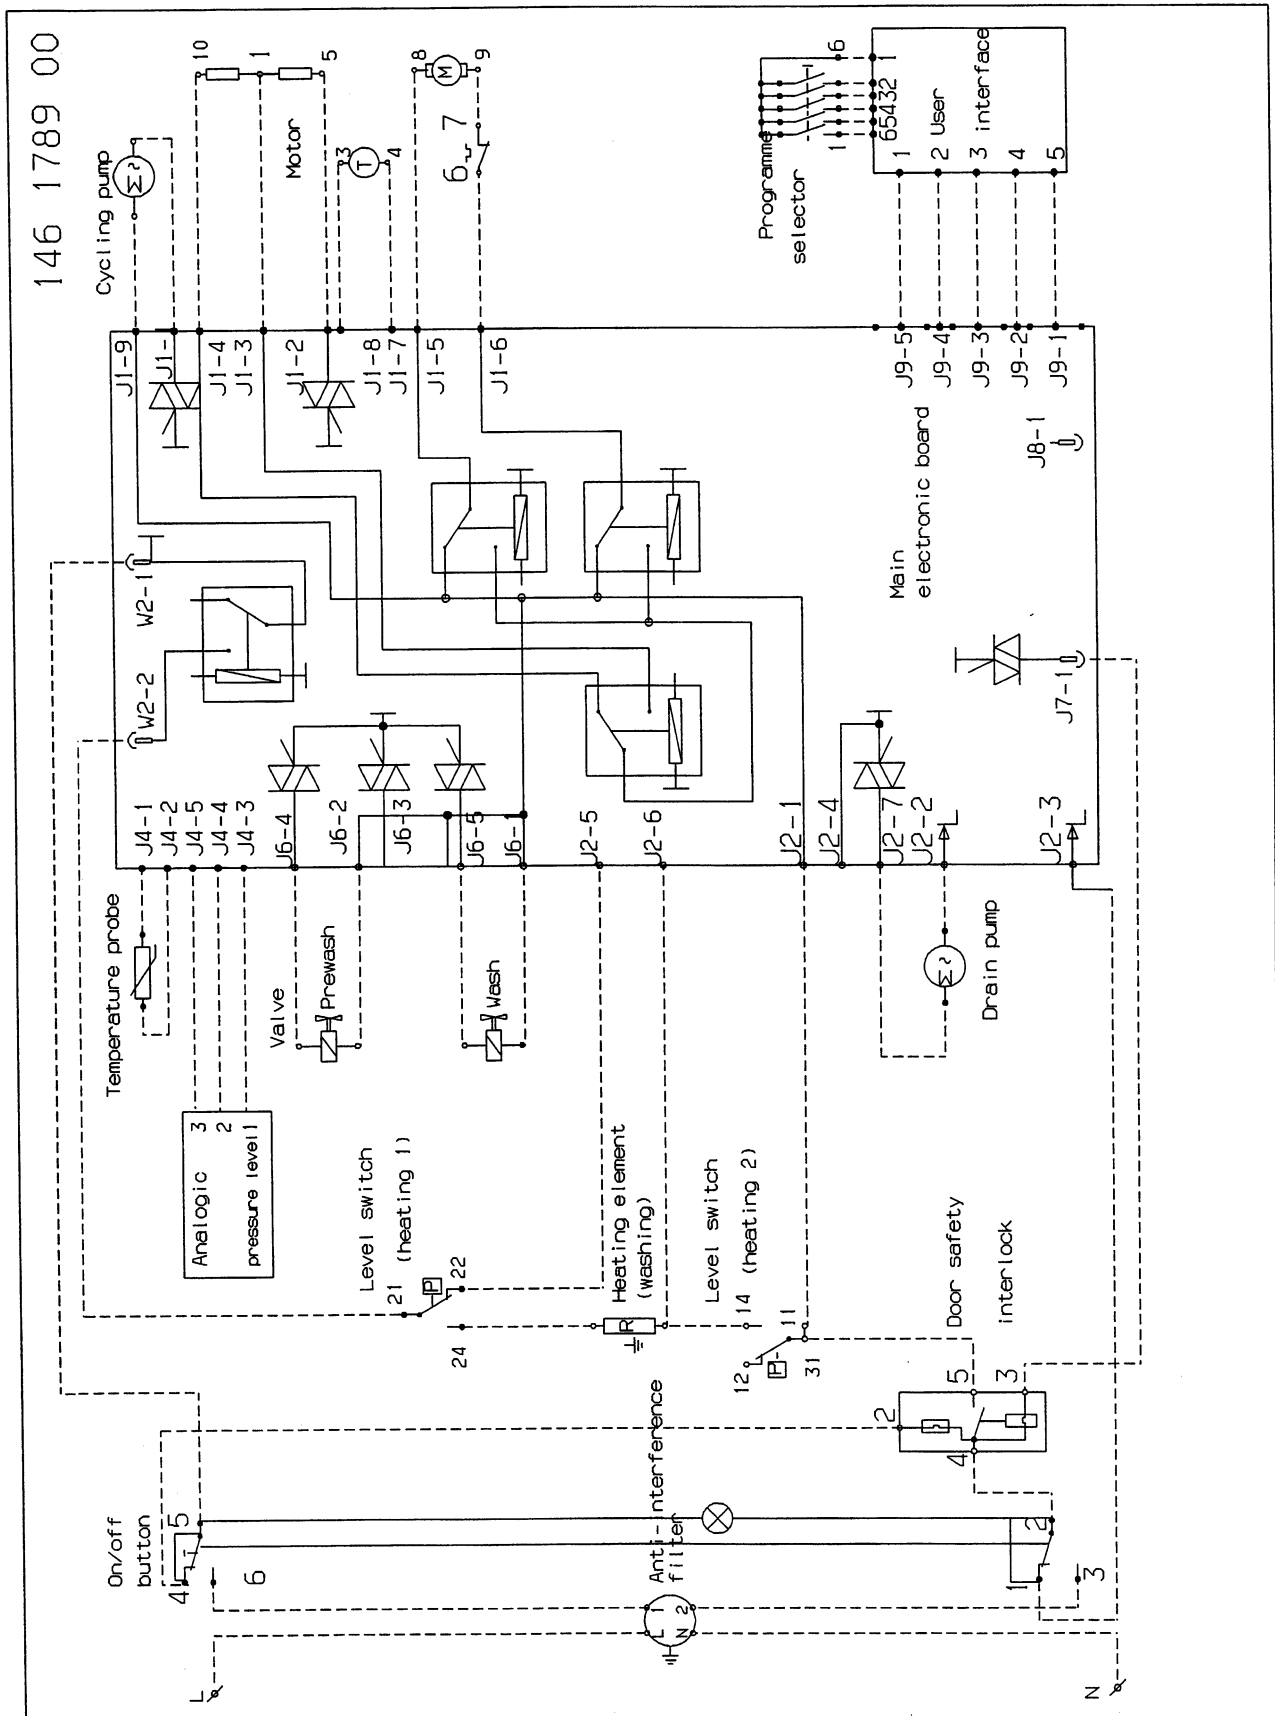 146 1789 00
Cycling pump
10
1
5
Motor
3
T
4
8
M
9
7
6
Programme
selector
6
1
1
65432
1
2 User
3 interface
4
5
J1-9
J1-
J1-4
J1-3
J1-2
J1-8
J1-7
J1-5
J1-6
J9-5
J9-4
J9-3
J9-2
J9-1
J8-1
Main
electronic board
W2-1
W2-2
J7-1
J4-1
J4-2
J4-5
J4-4
J4-3
J6-4
J6-2
J6-3
J6-5
J6-1
J2-5
J2-6
J2-1
J2-4
J2-7
J2-2
J2-3
Temperature probe
Analogic 3
2
pressure level 1
Valve
Prewash
Wash
Drain pump
M
Level switch
(heating 1)
21
P
22
24
Heating element
(washing)
R
Level switch
(heating 2)
14
11
12
P
31
Door safety
interlock
2
5
3
4
On/off
button
5
4
6
Anti-interference
filter
L 1
N 2
2
1
3
L
N